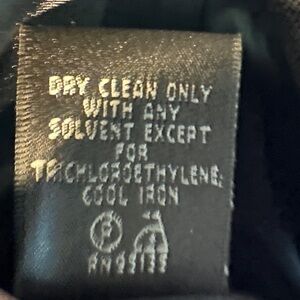 DRY CLEAN ONLY
WITH ANY
SOLVENT EXCEPT
FOR
TRICHLOROETHYLENE.
COOL IRON
P